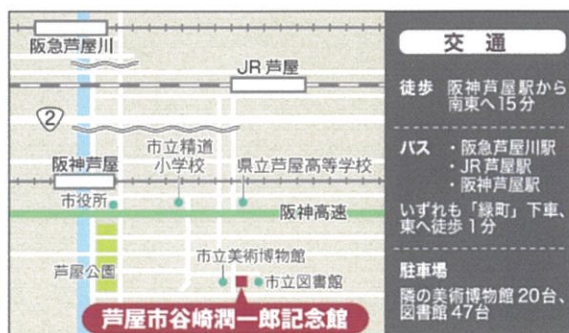 阪急芦屋川
JR芦屋
2
阪神芦屋
市立精道
小学校
県立芦屋高等学校
市役所
阪神高速
芦屋公園
市立美術博物館
市立図書館
芦屋市谷崎潤一郎記念館
交通
徒歩 阪神芦屋駅から
南東へ15分
バス ・阪急芦屋川駅
・JR芦屋駅
・阪神芦屋駅
いずれも「緑町」下車、
東へ徒歩1分
駐車場
隣の美術博物館20台、
図書館47台